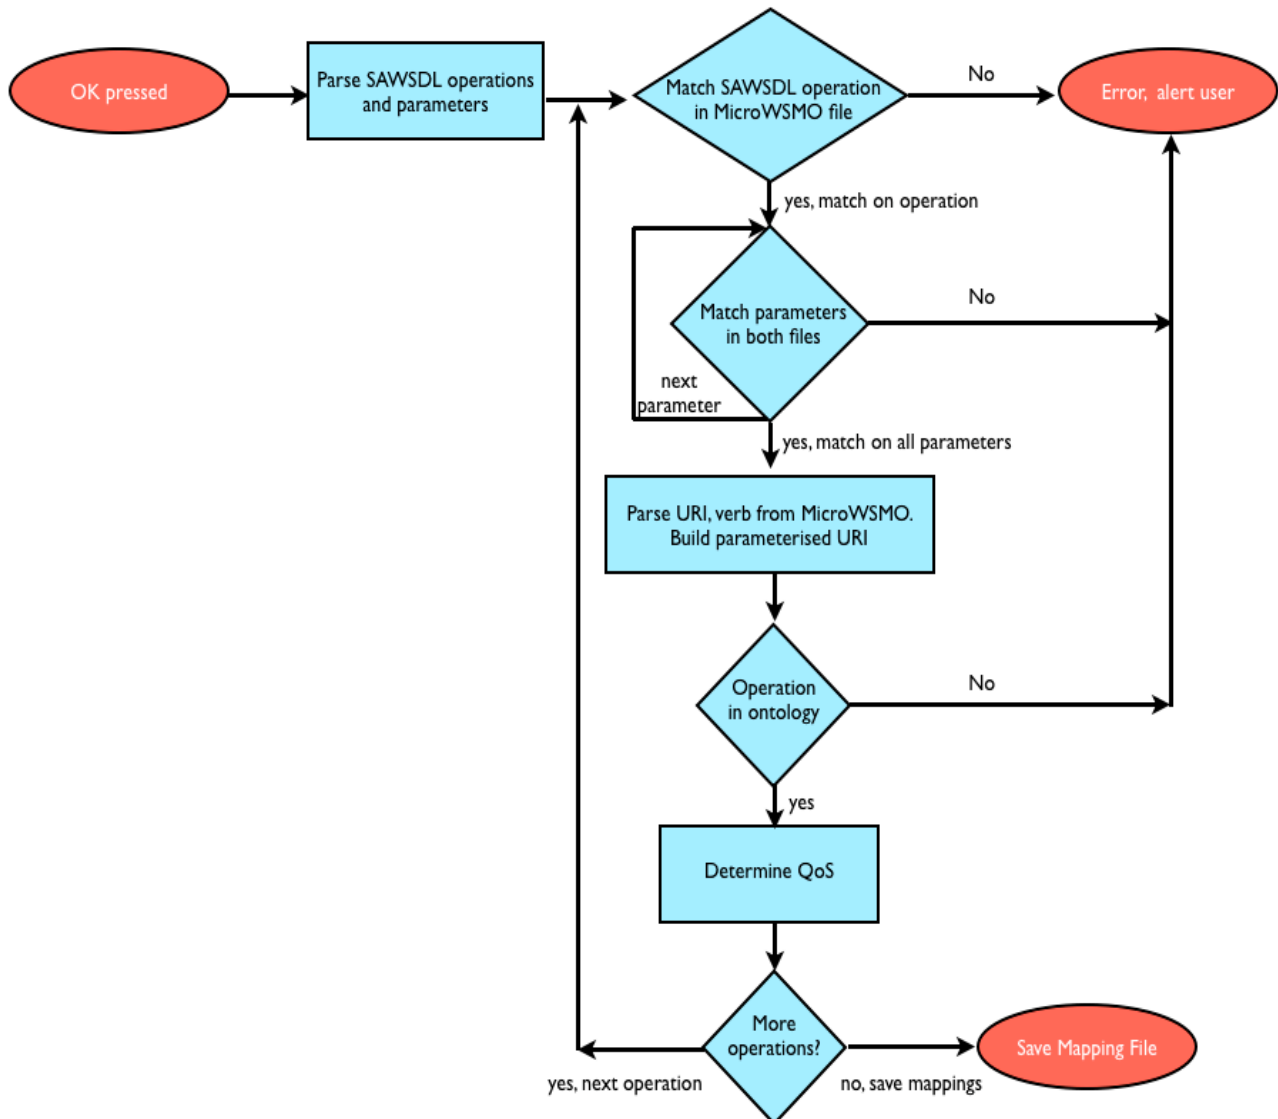 OK pressed
Parse SAWSDL operations
and parameters
Match SAWSDL operation
in MicroWSMO file
No
Error, alert user
yes, match on operation
Match parameters
in both files
No
next
parameter
yes, match on all parameters
Parse URI, verb from MicroWSMO.
Build parameterised URI
Operation
in ontology
No
yes
Determine QoS
More
operations?
yes, next operation
no, save mappings
Save Mapping File